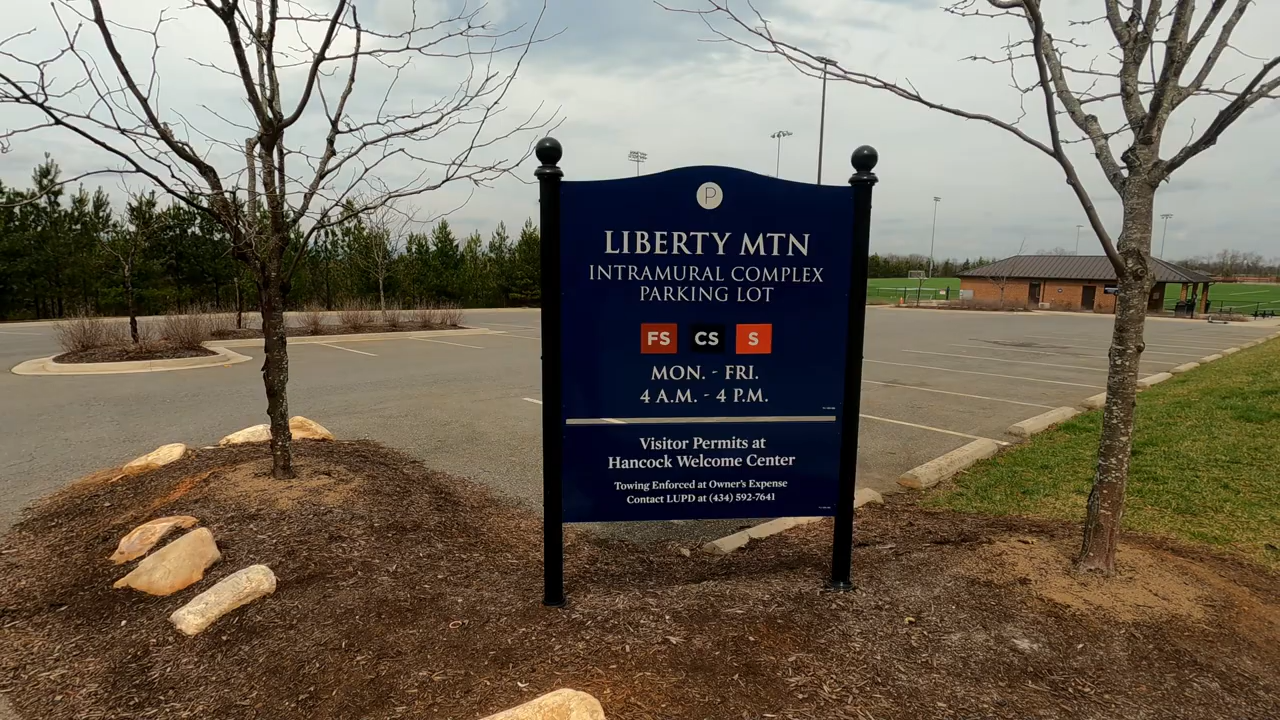 P
LIBERTY MTN
INTRAMURAL COMPLEX
PARKING LOT
FS CS S
MON. - FRI.
4 A.M. - 4 P.M.
Visitor Permits at
Hancock Welcome Center
Towing Enforced at Owner's Expense
Contact LUPD at (434) 592-7641